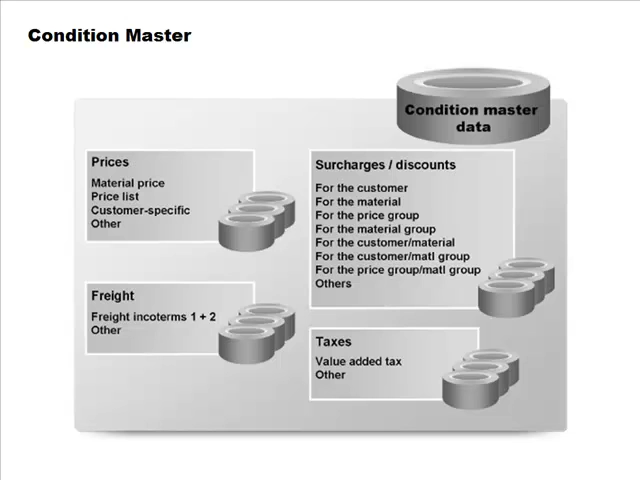 Condition Master
Condition master
data
Prices
Material price
Price list
Customer-specific
Other
Surcharges / discounts
For the customer
For the material
For the price group
For the material group
For the customer/material
For the customer/matl group
For the price group/matl group
Others
Freight
Freight incoterms 1 + 2
Other
Taxes
Value added tax
Other